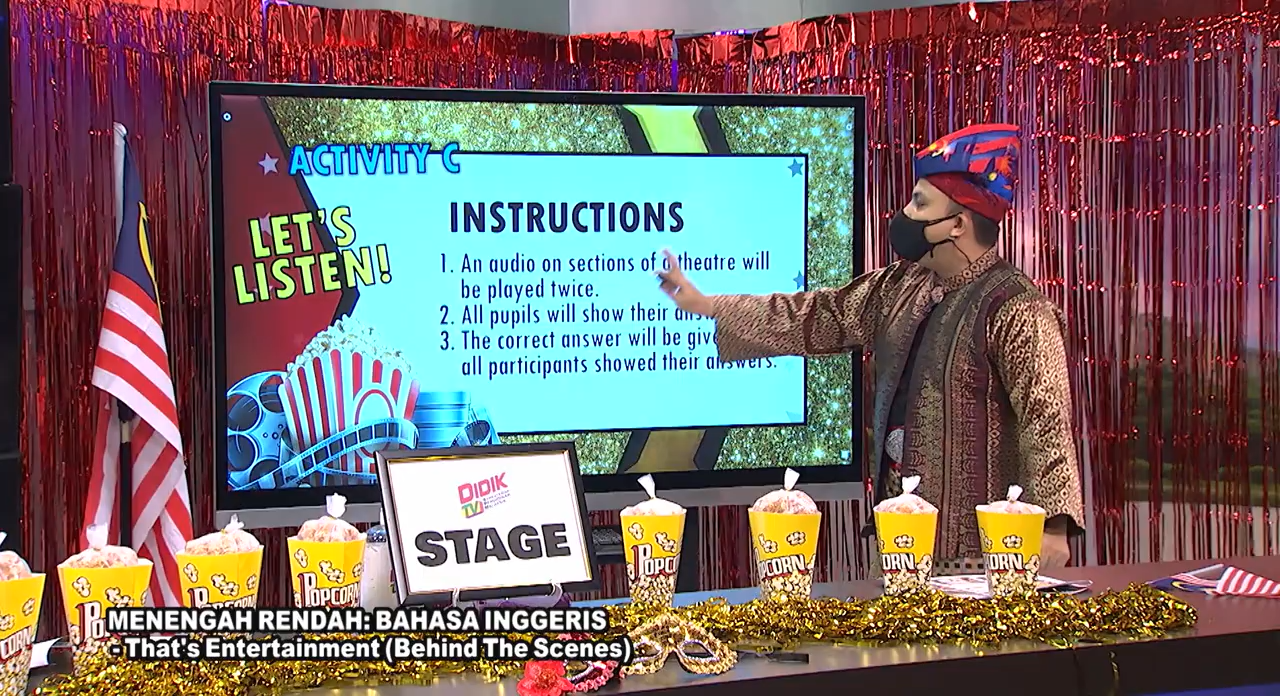 ACTIVITY C
LET'S
LISTEN!
INSTRUCTIONS
1. An audio on sections of a theatre will
be played twice.
2. All pupils will show their
3. The correct answer will be
all participants showed their answers.
DIDIK
TV
STAGE
POPCORN
POPCORN
CORN
CORN
MENENGAH RENDAH: BAHASA INGGERIS
- That's Entertainment (Behind The Scenes)